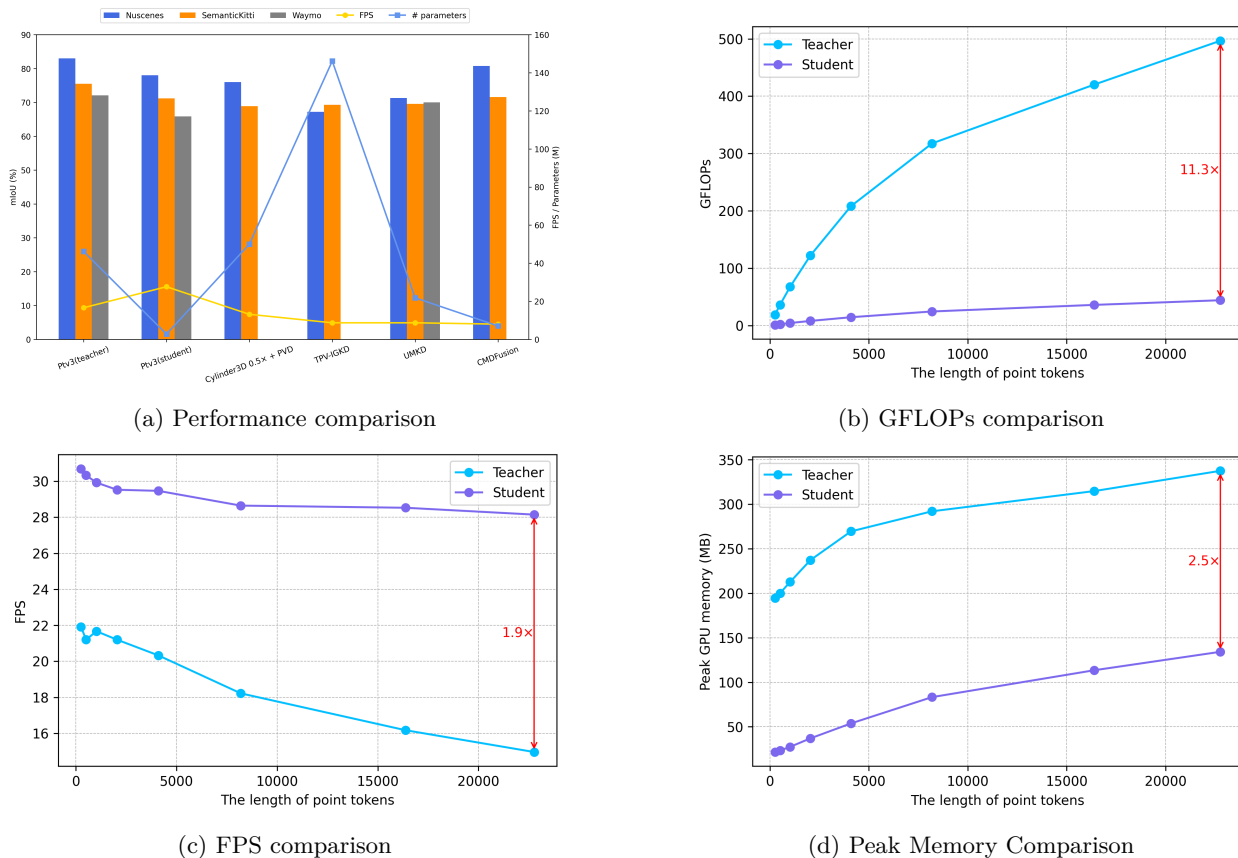 Nuscenes SemanticKitti Waymo FPS # parameters
90
80
70
60
50
40
30
20
10
0
mIoU (%)
160
140
120
100
80
60
40
20
0
FPS / Parameters (M)
Ptv3(teacher) Ptv3(student) Cylinder3D 0.5× + PVD TPV-IGKD UMKD CMDFusion
(a) Performance comparison
Teacher
Student
500
400
300
200
100
0
GFLOPs
11.3×
0 5000 10000 15000 20000
The length of point tokens
(b) GFLOPs comparison
Teacher
Student
30
28
26
24
22
20
18
16
FPS
1.9×
0 5000 10000 15000 20000
The length of point tokens
(c) FPS comparison
Teacher
Student
350
300
250
200
150
100
50
Peak GPU memory (MB)
2.5×
0 5000 10000 15000 20000
The length of point tokens
(d) Peak Memory Comparison